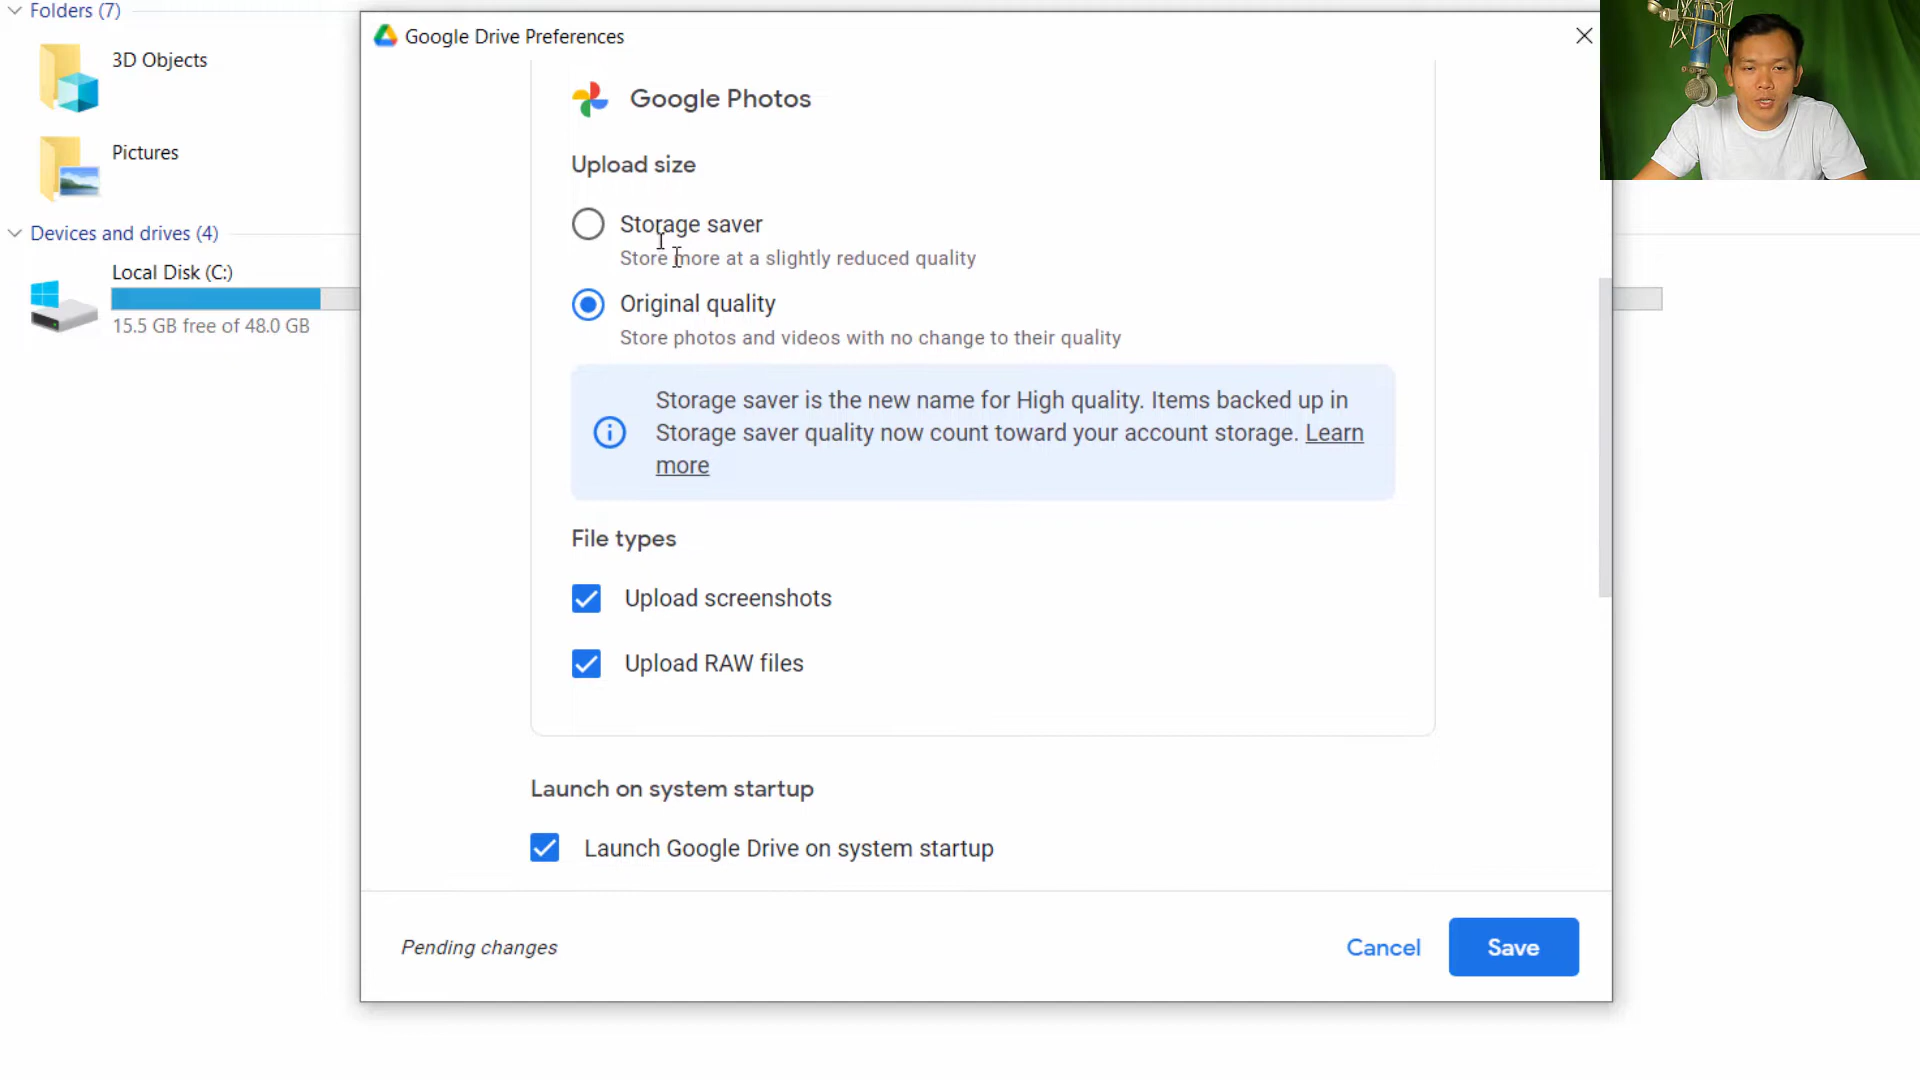 Folders (7)
3D Objects
Pictures
Devices and drives (4)
Local Disk (C:)
15.5 GB free of 48.0 GB
Google Drive Preferences
Google Photos
Upload size
Storage saver
Store more at a slightly reduced quality
Original quality
Store photos and videos with no change to their quality
Storage saver is the new name for High quality. Items backed up in
Storage saver quality now count toward your account storage. Learn
more
File types
Upload screenshots
Upload RAW files
Launch on system startup
Launch Google Drive on system startup
Pending changes
Cancel
Save